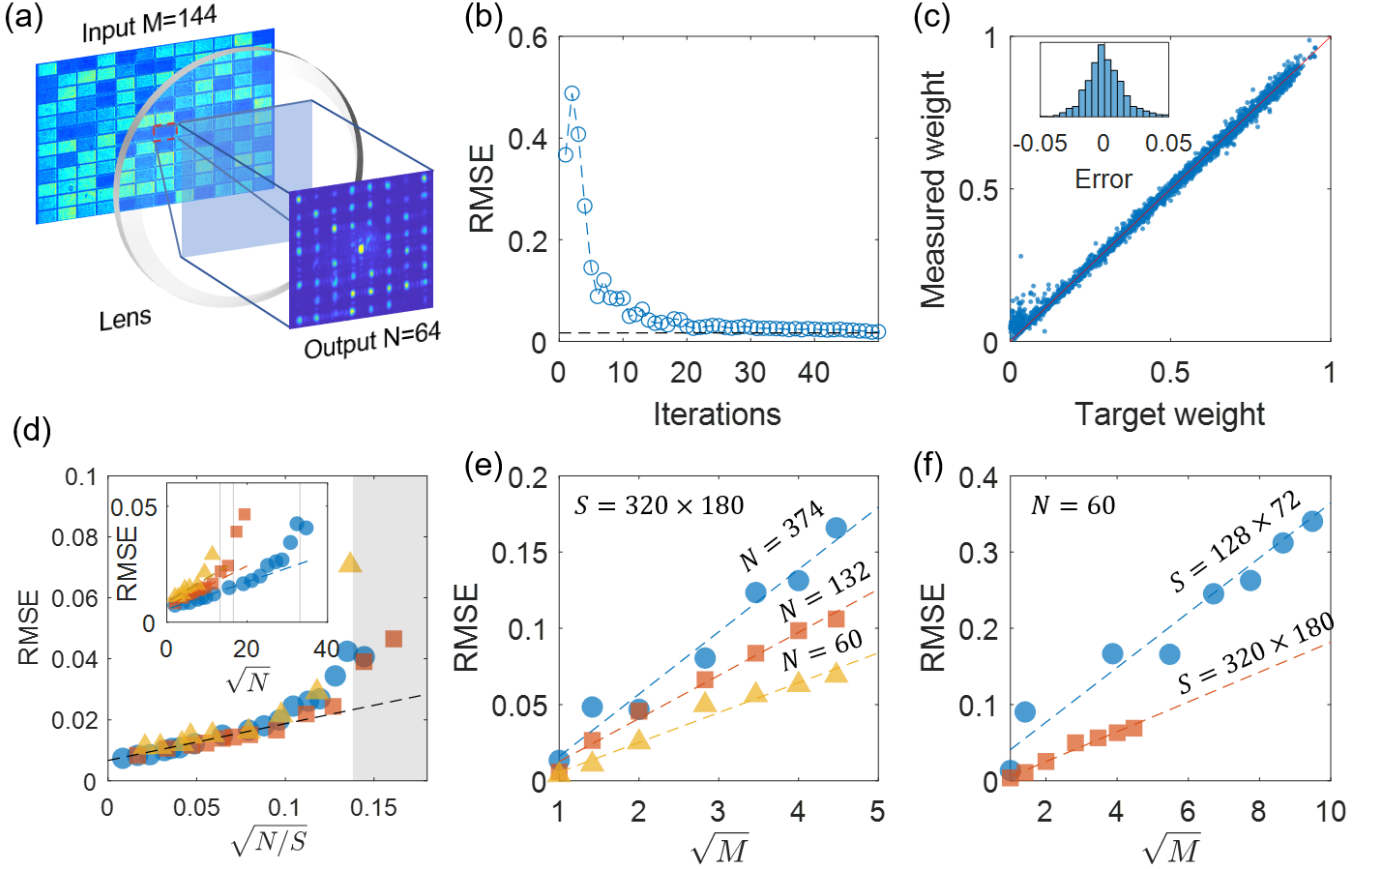 (a)
Input M=144
Lens
Output N=64
(b)
RMSE
0.6
0.4
0.2
0
0
10
20
30
40
Iterations
(c)
Measured weight
1
0.5
0
-0.05
0
0.05
Error
0
0.5
1
Target weight
(d)
RMSE
0.1
0.08
0.06
0.04
0.02
0
0
0.05
0.1
0.15
√N/S
RMSE
0.05
0
0
20
40
√N
(e)
RMSE
0.2
0.15
0.1
0.05
0
S = 320 × 180
N = 374
N = 132
N = 60
1
2
3
4
5
√M
(f)
RMSE
0.4
0.3
0.2
0.1
0
N = 60
S = 128 × 72
S = 320 × 180
2
4
6
8
10
√M